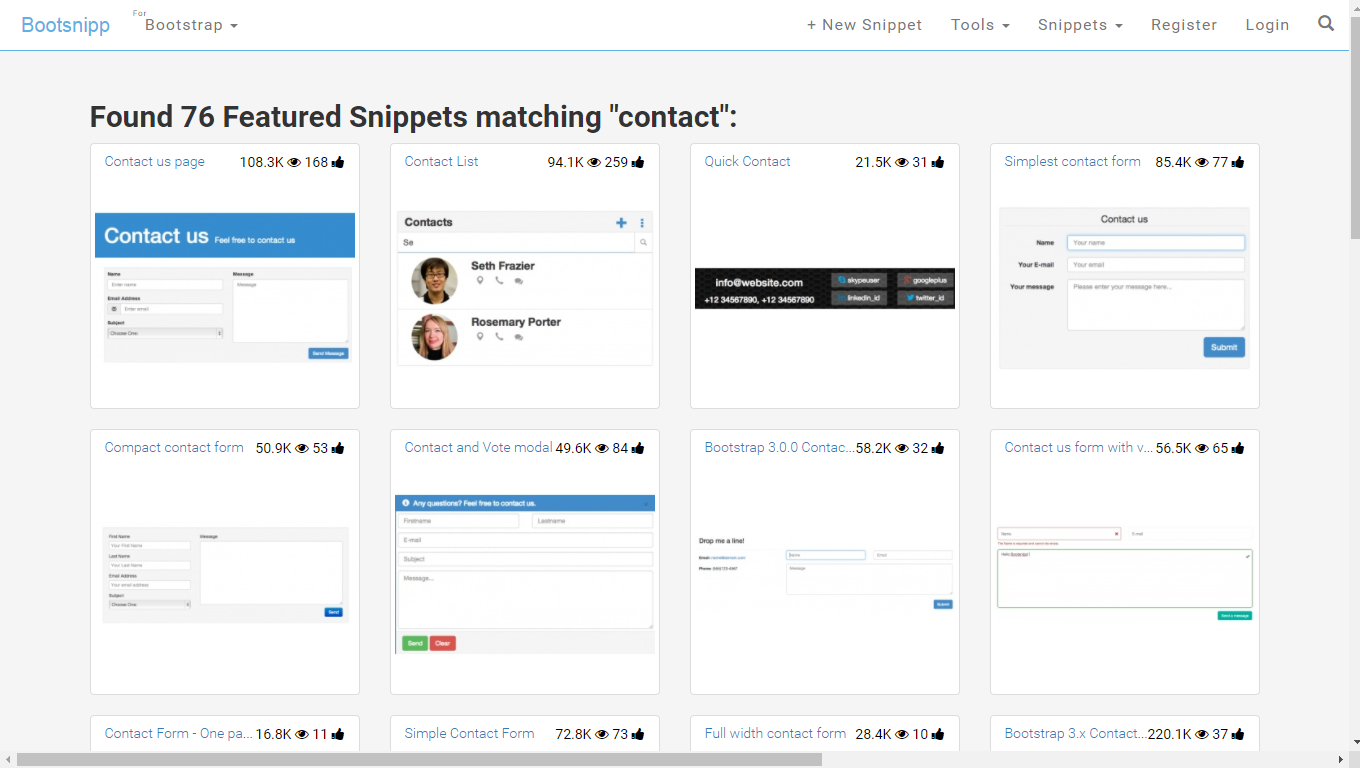 Bootsnipp
For
Bootstrap
+ New Snippet
Tools
Snippets
Register
Login
Found 76 Featured Snippets matching "contact":
Contact us page 108.3K 168
Contact us Feel free to contact us
Name
Message
Enter name
Message
Email Address
Enter email
Subject
Choose One:
Send Message
Contact List 94.1K 259
Contacts
Se
Seth Frazier
Rosemary Porter
Quick Contact 21.5K 31
info@website.com
skypeuser
googleplus
+12 34567890, +12 34567890
linkedin_id
twitter_id
Simplest contact form 85.4K 77
Contact us
Name
Your name
Your E-mail
Your email
Your message
Please enter your message here...
Submit
Compact contact form 50.9K 53
First Name
Message
Your First Name
Last Name
Your Last Name
Email Address
Your email address
Subject
Choose One:
Send
Contact and Vote modal 49.6K 84
Any questions? Feel free to contact us.
Firstname
Lastname
E-mail
Subject
Message...
Send
Clear
Bootstrap 3.0.0 Contac... 58.2K 32
Drop me a line!
Email:
Name
Email
Phone:
Message
Submit
Contact us form with v... 56.5K 65
Name
E-mail
The Name is required and cannot be empty
Hello
Send a message
Contact Form - One pa... 16.8K 11
Simple Contact Form 72.8K 73
Full width contact form 28.4K 10
Bootstrap 3.x Contact... 220.1K 37